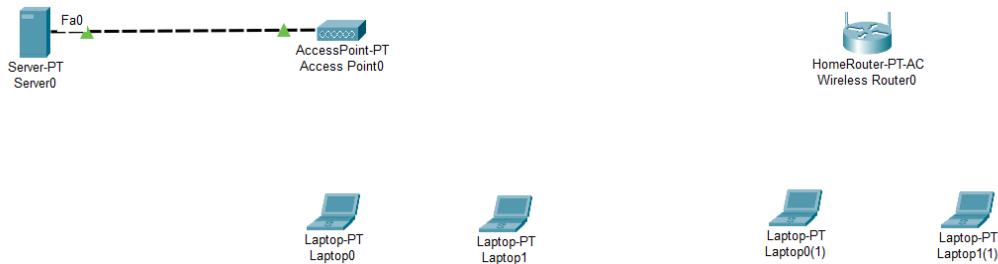 Fa0
Server-PT
Server0
AccessPoint-PT
Access Point0
HomeRouter-PT-AC
Wireless Router0
Laptop-PT
Laptop0
Laptop-PT
Laptop1
Laptop-PT
Laptop0(1)
Laptop-PT
Laptop1(1)